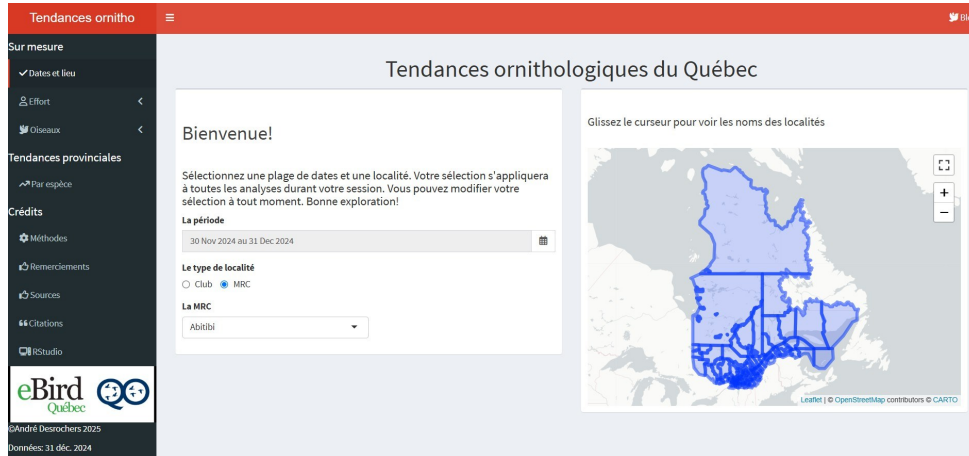 Tendances ornitho
Sur mesure
Dates et lieu
Effort
Oiseaux
Tendances provinciales
Par espèce
Crédits
Méthodes
Remerciements
Sources
Citations
RStudio
eBird
Québec
©André Desrochers 2025
Données: 31 déc. 2024
Tendances ornithologiques du Québec
Bienvenue!
Sélectionnez une plage de dates et une localité. Votre sélection s'appliquera
à toutes les analyses durant votre session. Vous pouvez modifier votre
sélection à tout moment. Bonne exploration!
La période
30 Nov 2024 au 31 Dec 2024
Le type de localité
Club MRC
La MRC
Abitibi
Glissez le curseur pour voir les noms des localités
+
−
Leaflet | © OpenStreetMap contributors © CARTO